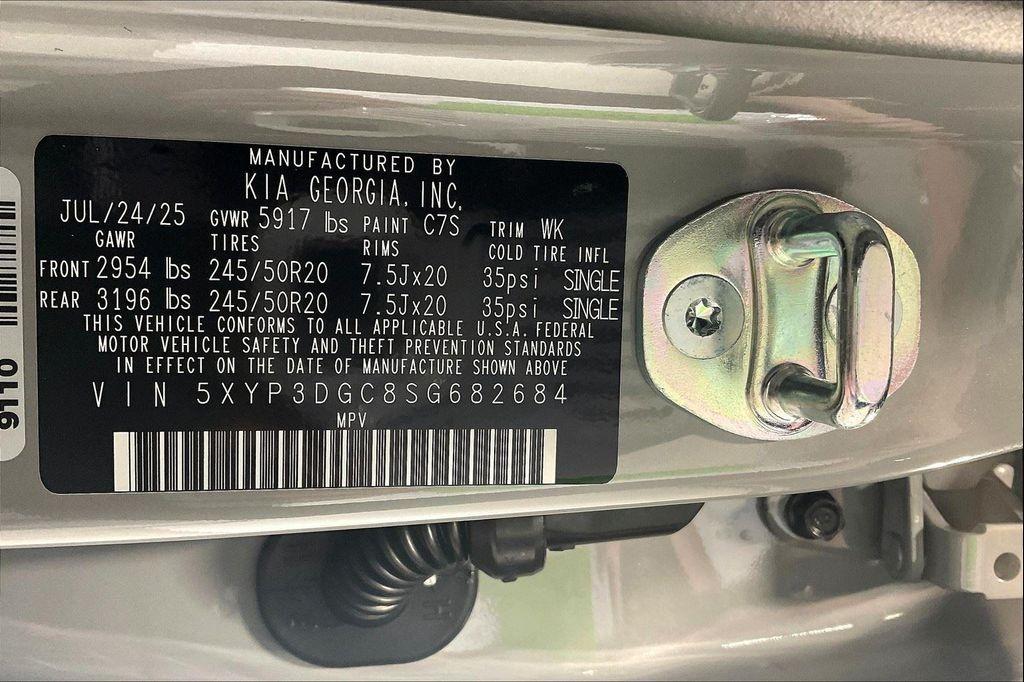 MANUFACTURED BY
KIA GEORGIA, INC.
JUL/24/25 GVWR 5917 lbs PAINT C7S TRIM WK
GAWR TIRES RIMS COLD TIRE INFL
FRONT 2954 lbs 245/50R20 7.5Jx20 35psi SINGLE
REAR 3196 lbs 245/50R20 7.5Jx20 35psi SINGLE
THIS VEHICLE CONFORMS TO ALL APPLICABLE U.S.A. FEDERAL
MOTOR VEHICLE SAFETY AND THEFT PREVENTION STANDARDS
IN EFFECT ON THE DATE OF MANUFACTURE SHOWN ABOVE
VIN 5XYP3DGC8SG682684
MPV
9110